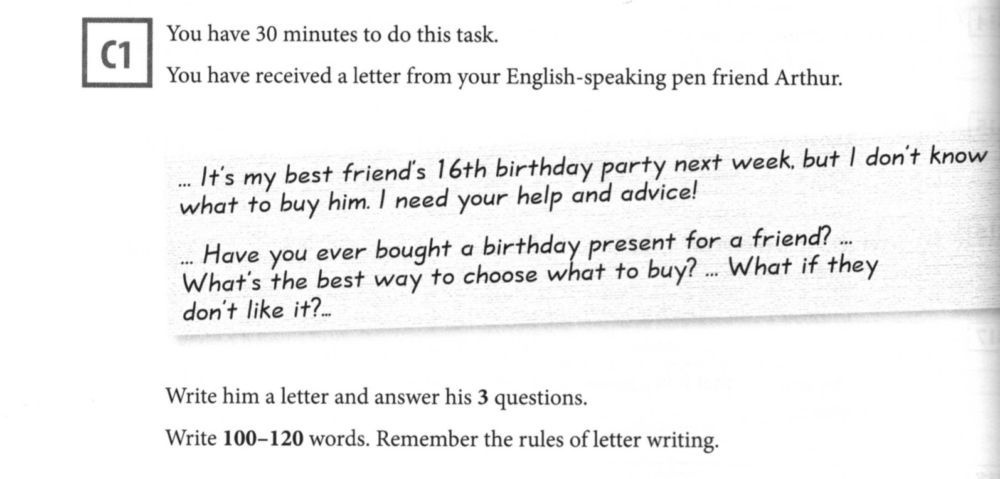 C1
You have 30 minutes to do this task.
You have received a letter from your English-speaking pen friend Arthur.
... It's my best friend's 16th birthday party next week, but I don't know
what to buy him. I need your help and advice!
... Have you ever bought a birthday present for a friend? ...
What's the best way to choose what to buy? ... What if they
don't like it?...
Write him a letter and answer his 3 questions.
Write 100–120 words. Remember the rules of letter writing.